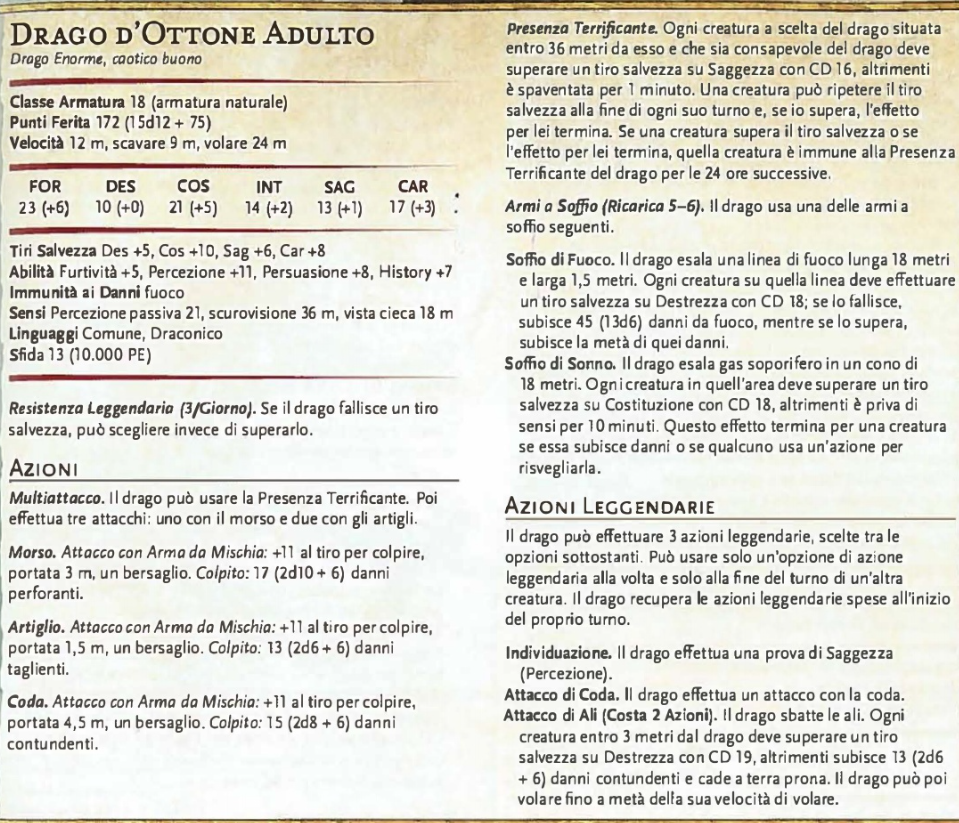 DRAGO D'OTTONE ADULTO
Drago Enorme, caotico buono
Classe Armatura 18 (armatura naturale)
Punti Ferita 172 (15d12 + 75)
Velocità 12 m, scavare 9 m, volare 24 m
FOR DES COS INT SAG CAR
23 (+6) 10 (+0) 21 (+5) 14 (+2) 13 (+1) 17 (+3)
Tiri Salvezza Des +5, Cos +10, Sag +6, Car +8
Abilità Furtività +5, Percezione +11, Persuasione +8, History +7
Immunità ai Danni fuoco
Sensi Percezione passiva 21, scurovisione 36 m, vista cieca 18 m
Linguaggi Comune, Draconico
Sfida 13 (10.000 PE)
Resistenza Leggendaria (3/Giorno). Se il drago fallisce un tiro
salvezza, può scegliere invece di superarlo.
AZIONI
Multiattacco. Il drago può usare la Presenza Terrificante. Poi
effettua tre attacchi: uno con il morso e due con gli artigli.
Morso. Attacco con Arma da Mischia: +11 al tiro per colpire,
portata 3 m, un bersaglio. Colpito: 17 (2d10 + 6) danni
perforanti.
Artiglio. Attacco con Arma da Mischia: +11 al tiro per colpire,
portata 1,5 m, un bersaglio. Colpito: 13 (2d6 + 6) danni
taglienti.
Coda. Attacco con Arma da Mischia: +11 al tiro per colpire,
portata 4,5 m, un bersaglio. Colpito: 15 (2d8 + 6) danni
contundenti.
Presenza Terrificante. Ogni creatura a scelta del drago situata
entro 36 metri da esso e che sia consapevole del drago deve
superare un tiro salvezza su Saggezza con CD 16, altrimenti
è spaventata per 1 minuto. Una creatura può ripetere il tiro
salvezza alla fine di ogni suo turno e, se io supera, l'effetto
per lei termina. Se una creatura supera il tiro salvezza o se
l'effetto per lei termina, quella creatura è immune alla Presenza
Terrificante del drago per le 24 ore successive.
Armi a Soffio (Ricarica 5–6). Il drago usa una delle armi a
soffio seguenti.
Soffio di Fuoco. Il drago esala una linea di fuoco lunga 18 metri
e larga 1,5 metri. Ogni creatura su quella linea deve effettuare
un tiro salvezza su Destrezza con CD 18; se lo fallisce,
subisce 45 (13d6) danni da fuoco, mentre se lo supera,
subisce la metà di quei danni.
Soffio di Sonno. Il drago esala gas soporifero in un cono di
18 metri. Ogni creatura in quell'area deve superare un tiro
salvezza su Costituzione con CD 18, altrimenti è priva di
sensi per 10 minuti. Questo effetto termina per una creatura
se essa subisce danni o se qualcuno usa un'azione per
risvegliarla.
AZIONI LEGGENDARIE
Il drago può effettuare 3 azioni leggendarie, scelte tra le
opzioni sottostanti. Può usare solo un'opzione di azione
leggendaria alla volta e solo alla fine del turno di un'altra
creatura. Il drago recupera le azioni leggendarie spese all'inizio
del proprio turno.
Individuazione. Il drago effettua una prova di Saggezza
(Percezione).
Attacco di Coda. Il drago effettua un attacco con la coda.
Attacco di Ali (Costa 2 Azioni). Il drago sbatte le ali. Ogni
creatura entro 3 metri dal drago deve superare un tiro
salvezza su Destrezza con CD 19, altrimenti subisce 13 (2d6
+ 6) danni contundenti e cade a terra prona. Il drago può poi
volare fino a metà della sua velocità di volare.